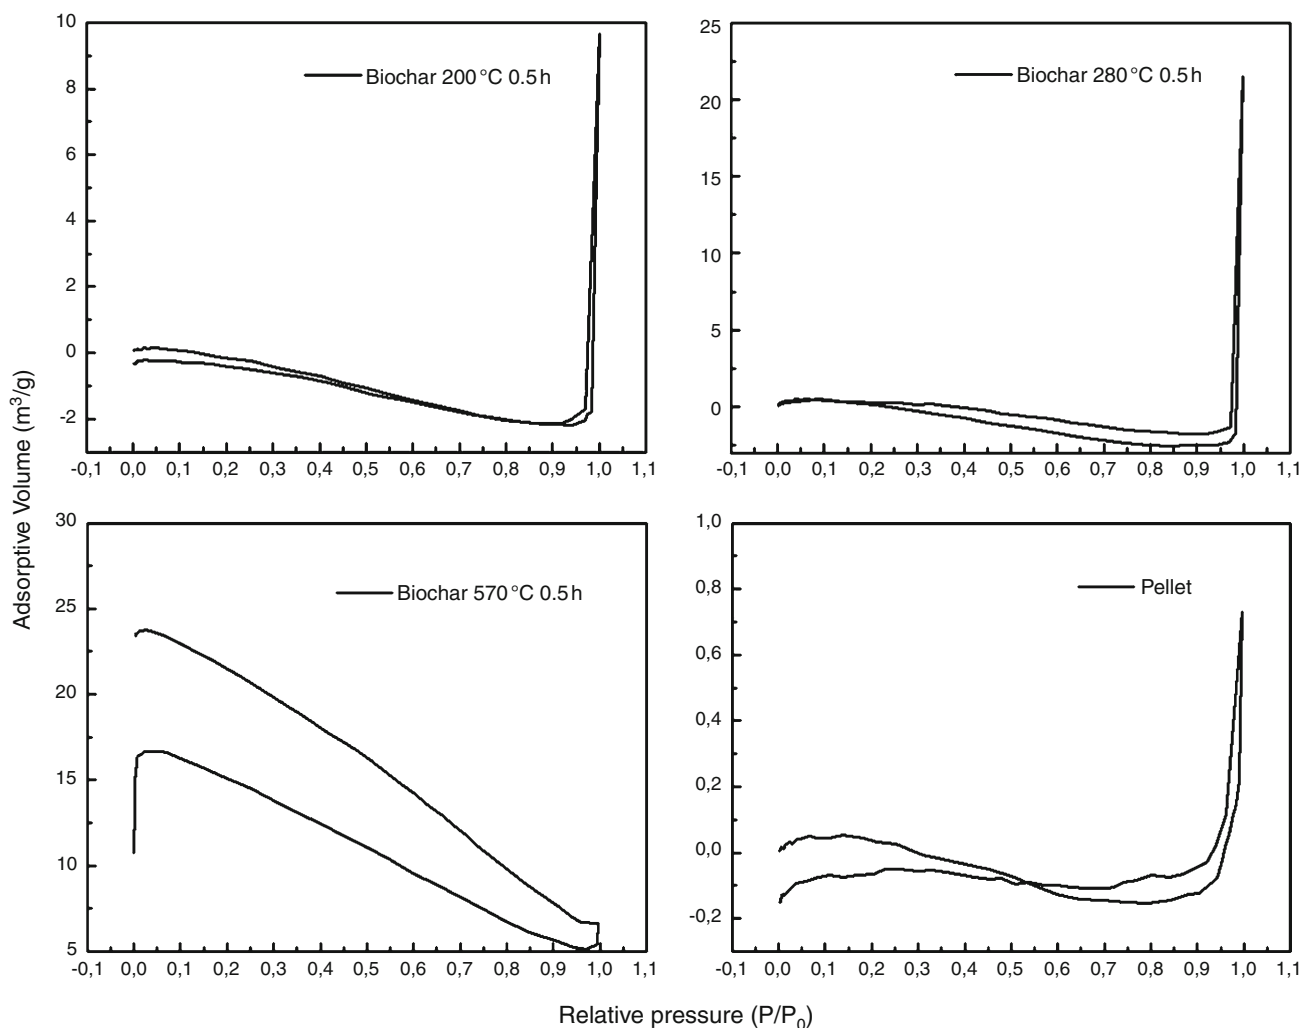 Adsorptive Volume (m³/g)
10
8
6
4
2
0
-2
Biochar 200 °C 0.5 h
-0,1 0,0 0,1 0,2 0,3 0,4 0,5 0,6 0,7 0,8 0,9 1,0 1,1
25
20
15
10
5
0
Biochar 280 °C 0.5 h
-0,1 0,0 0,1 0,2 0,3 0,4 0,5 0,6 0,7 0,8 0,9 1,0 1,1
30
25
20
15
10
5
Biochar 570 °C 0.5 h
-0,1 0,0 0,1 0,2 0,3 0,4 0,5 0,6 0,7 0,8 0,9 1,0 1,1
1,0
0,8
0,6
0,4
0,2
0,0
-0,2
Pellet
-0,1 0,0 0,1 0,2 0,3 0,4 0,5 0,6 0,7 0,8 0,9 1,0 1,1
Relative pressure (P/P₀)